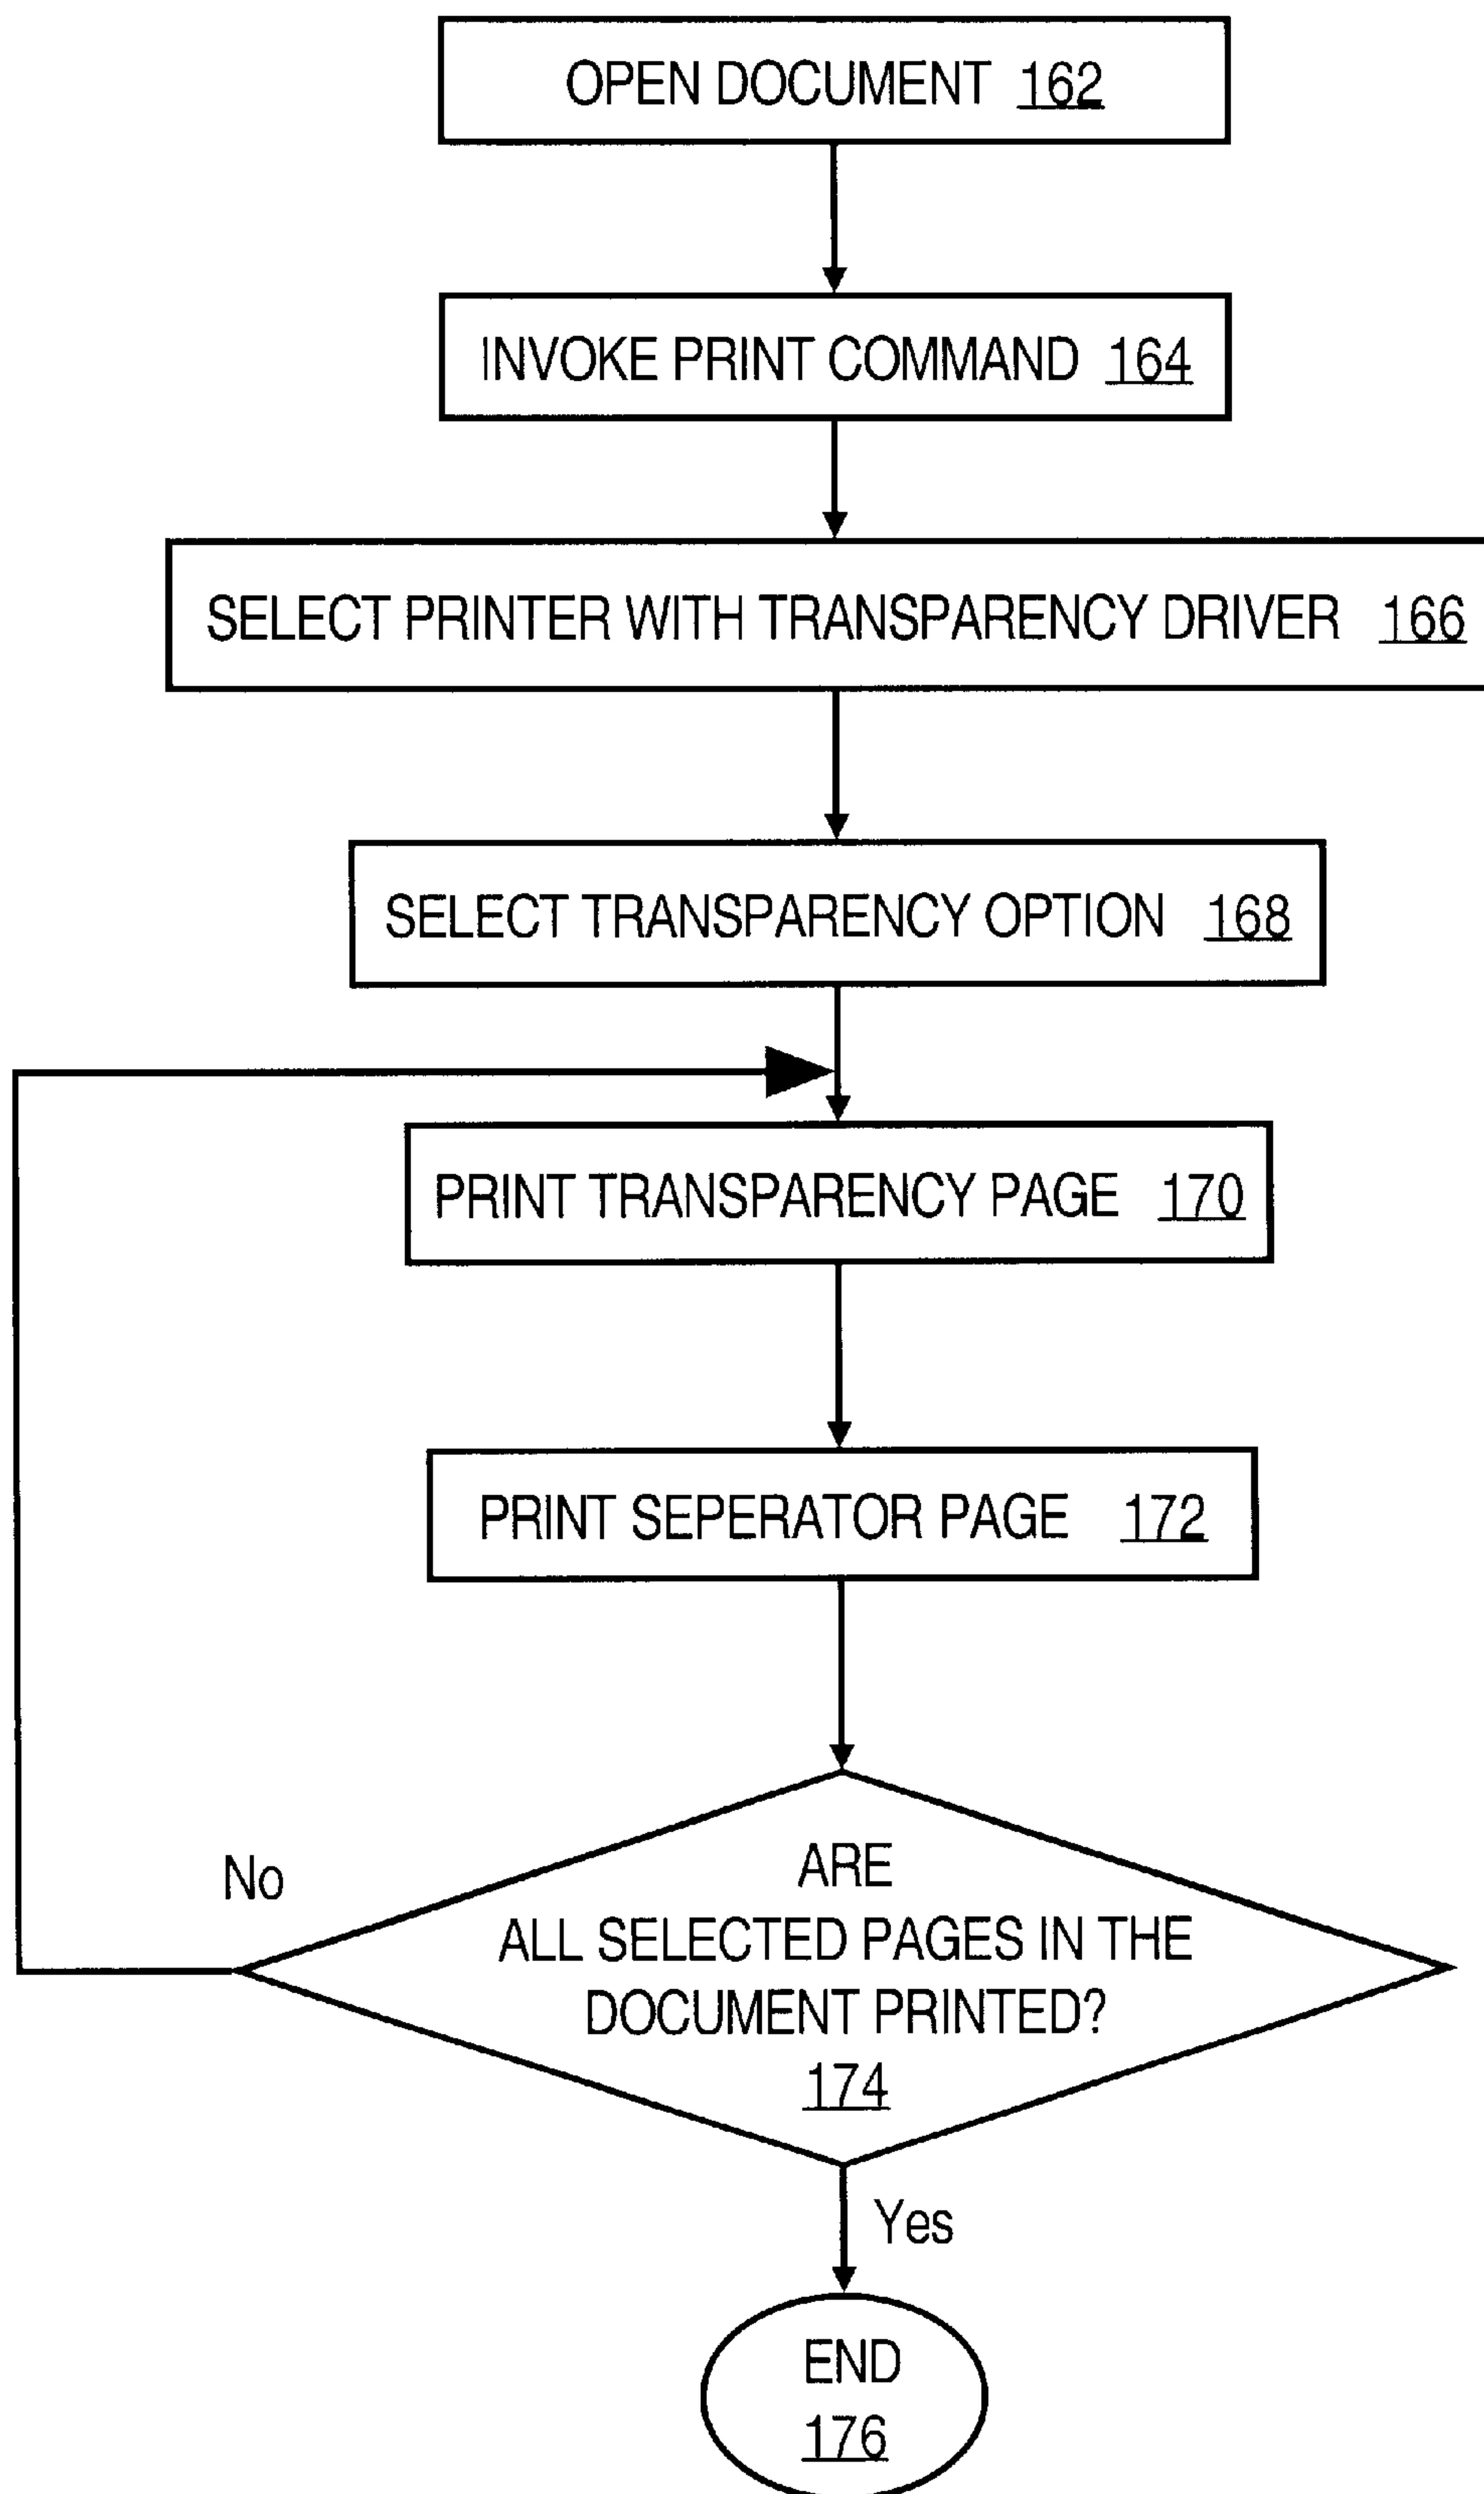 OPEN DOCUMENT 162
INVOKE PRINT COMMAND 164
SELECT PRINTER WITH TRANSPARENCY DRIVER 166
SELECT TRANSPARENCY OPTION 168
PRINT TRANSPARENCY PAGE 170
PRINT SEPERATOR PAGE 172
No
ARE
ALL SELECTED PAGES IN THE
DOCUMENT PRINTED?
174
Yes
END
176